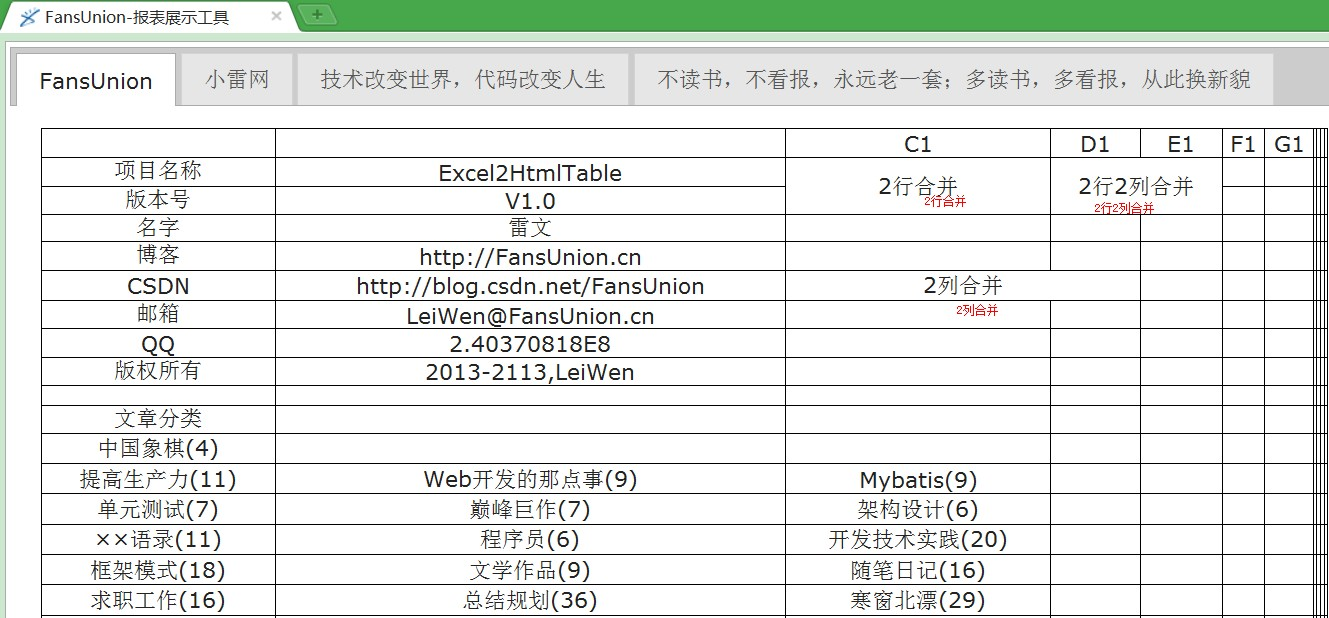 FansUnion-报表展示工具
FansUnion 小雷网 技术改变世界，代码改变人生 不读书，不看报，永远老一套；多读书，多看报，从此换新貌
C1 D1 E1 F1 G1
项目名称 Excel2HtmlTable 2行合并 2行2列合并
版本号 V1.0 2行合并 2行2列合并
名字 雷文
博客 http://FansUnion.cn
CSDN http://blog.csdn.net/FansUnion 2列合并
邮箱 LeiWen@FansUnion.cn 2列合并
QQ 2.40370818E8
版权所有 2013-2113,LeiWen
文章分类
中国象棋(4)
提高生产力(11) Web开发的那点事(9) Mybatis(9)
单元测试(7) 巅峰巨作(7) 架构设计(6)
××语录(11) 程序员(6) 开发技术实践(20)
框架模式(18) 文学作品(9) 随笔日记(16)
求职工作(16) 总结规划(36) 寒窗北漂(29)